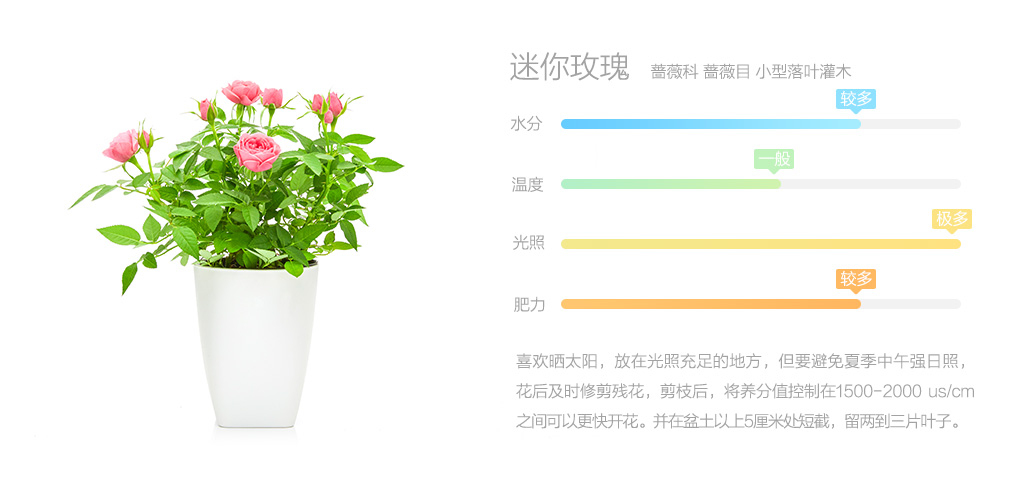 迷你玫瑰 蔷薇科 蔷薇目 小型落叶灌木
较多
水分
一般
温度
极多
光照
较多
肥力
喜欢晒太阳，放在光照充足的地方，但要避免夏季中午强日照，
花后及时修剪残花，剪枝后，将养分值控制在1500-2000 us/cm
之间可以更快开花。并在盆土以上5厘米处短截，留两到三片叶子。